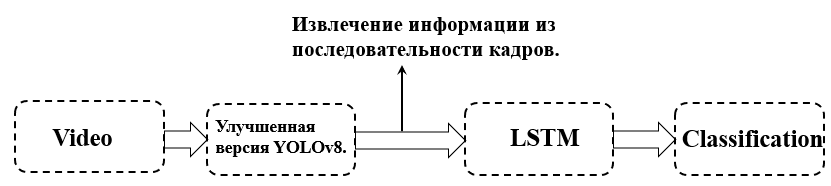 Извлечение информации из
последовательности кадров.
Video
Улучшенная
версия YOLOv8.
LSTM
Classification